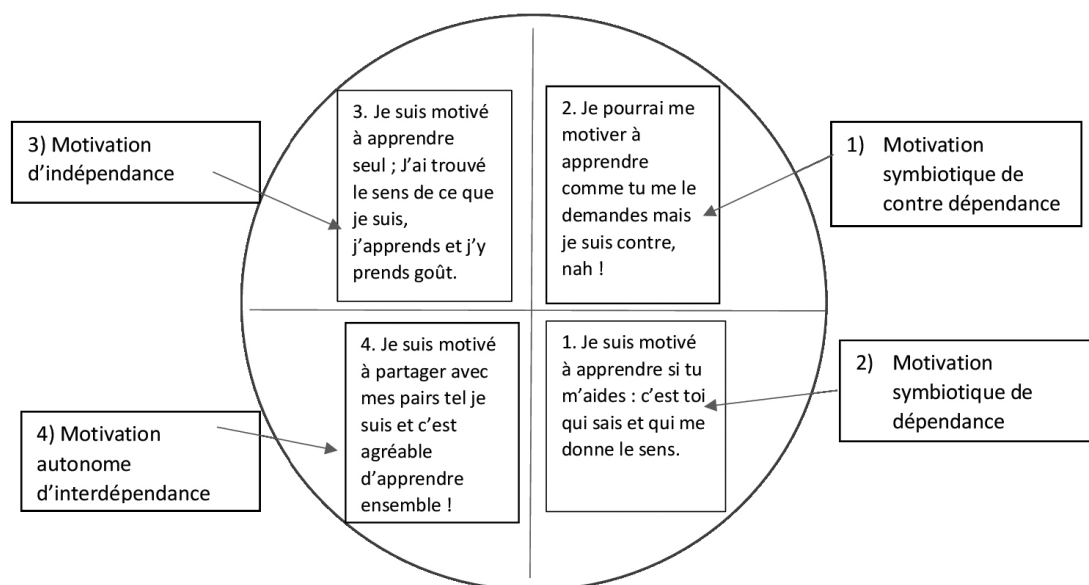 3. Je suis motivé
à apprendre
seul ; J’ai trouvé
le sens de ce que
je suis,
j’apprends et j’y
prends goût.
2. Je pourrai me
motiver à
apprendre
comme tu me le
demandes mais
je suis contre,
nah !
3) Motivation
d’indépendance
1) Motivation
symbiotique de
contre dépendance
4. Je suis motivé
à partager avec
mes pairs tel je
suis et c’est
agréable
d’apprendre
ensemble !
1. Je suis motivé
à apprendre si tu
m’aides : c’est toi
qui sais et qui me
donne le sens.
2) Motivation
symbiotique de
dépendance
4) Motivation
autonome
d’interdépendance